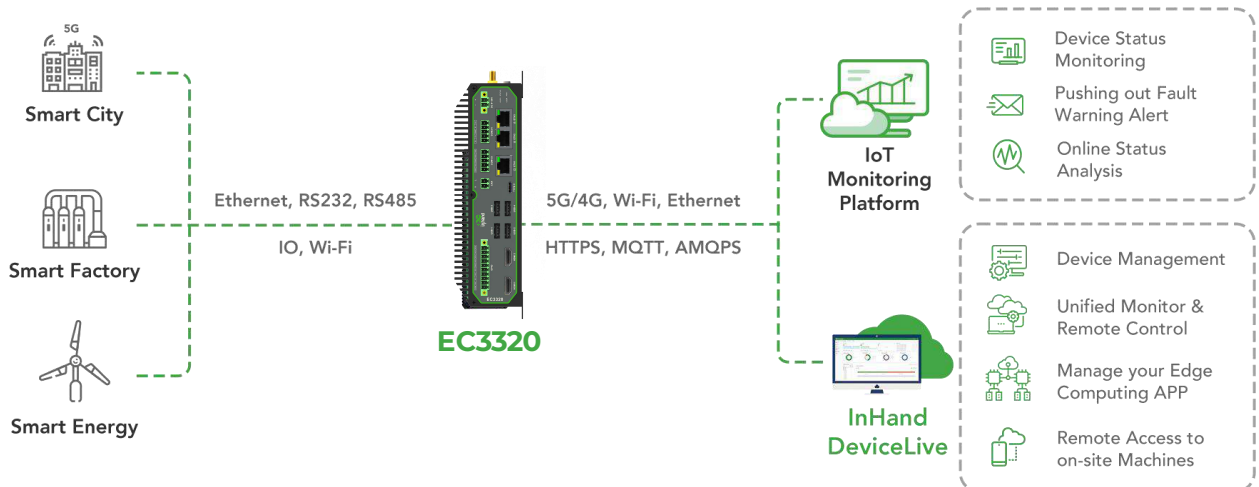 5G
Smart City
Smart Factory
Smart Energy
Ethernet, RS232, RS485
IO, Wi-Fi
EC3320
EC3320
5G/4G, Wi-Fi, Ethernet
HTTPS, MQTT, AMQPS
IoT
Monitoring
Platform
InHand
DeviceLive
Device Status
Monitoring
Pushing out Fault
Warning Alert
Online Status
Analysis
Device Management
Unified Monitor &
Remote Control
Manage your Edge
Computing APP
Remote Access to
on-site Machines